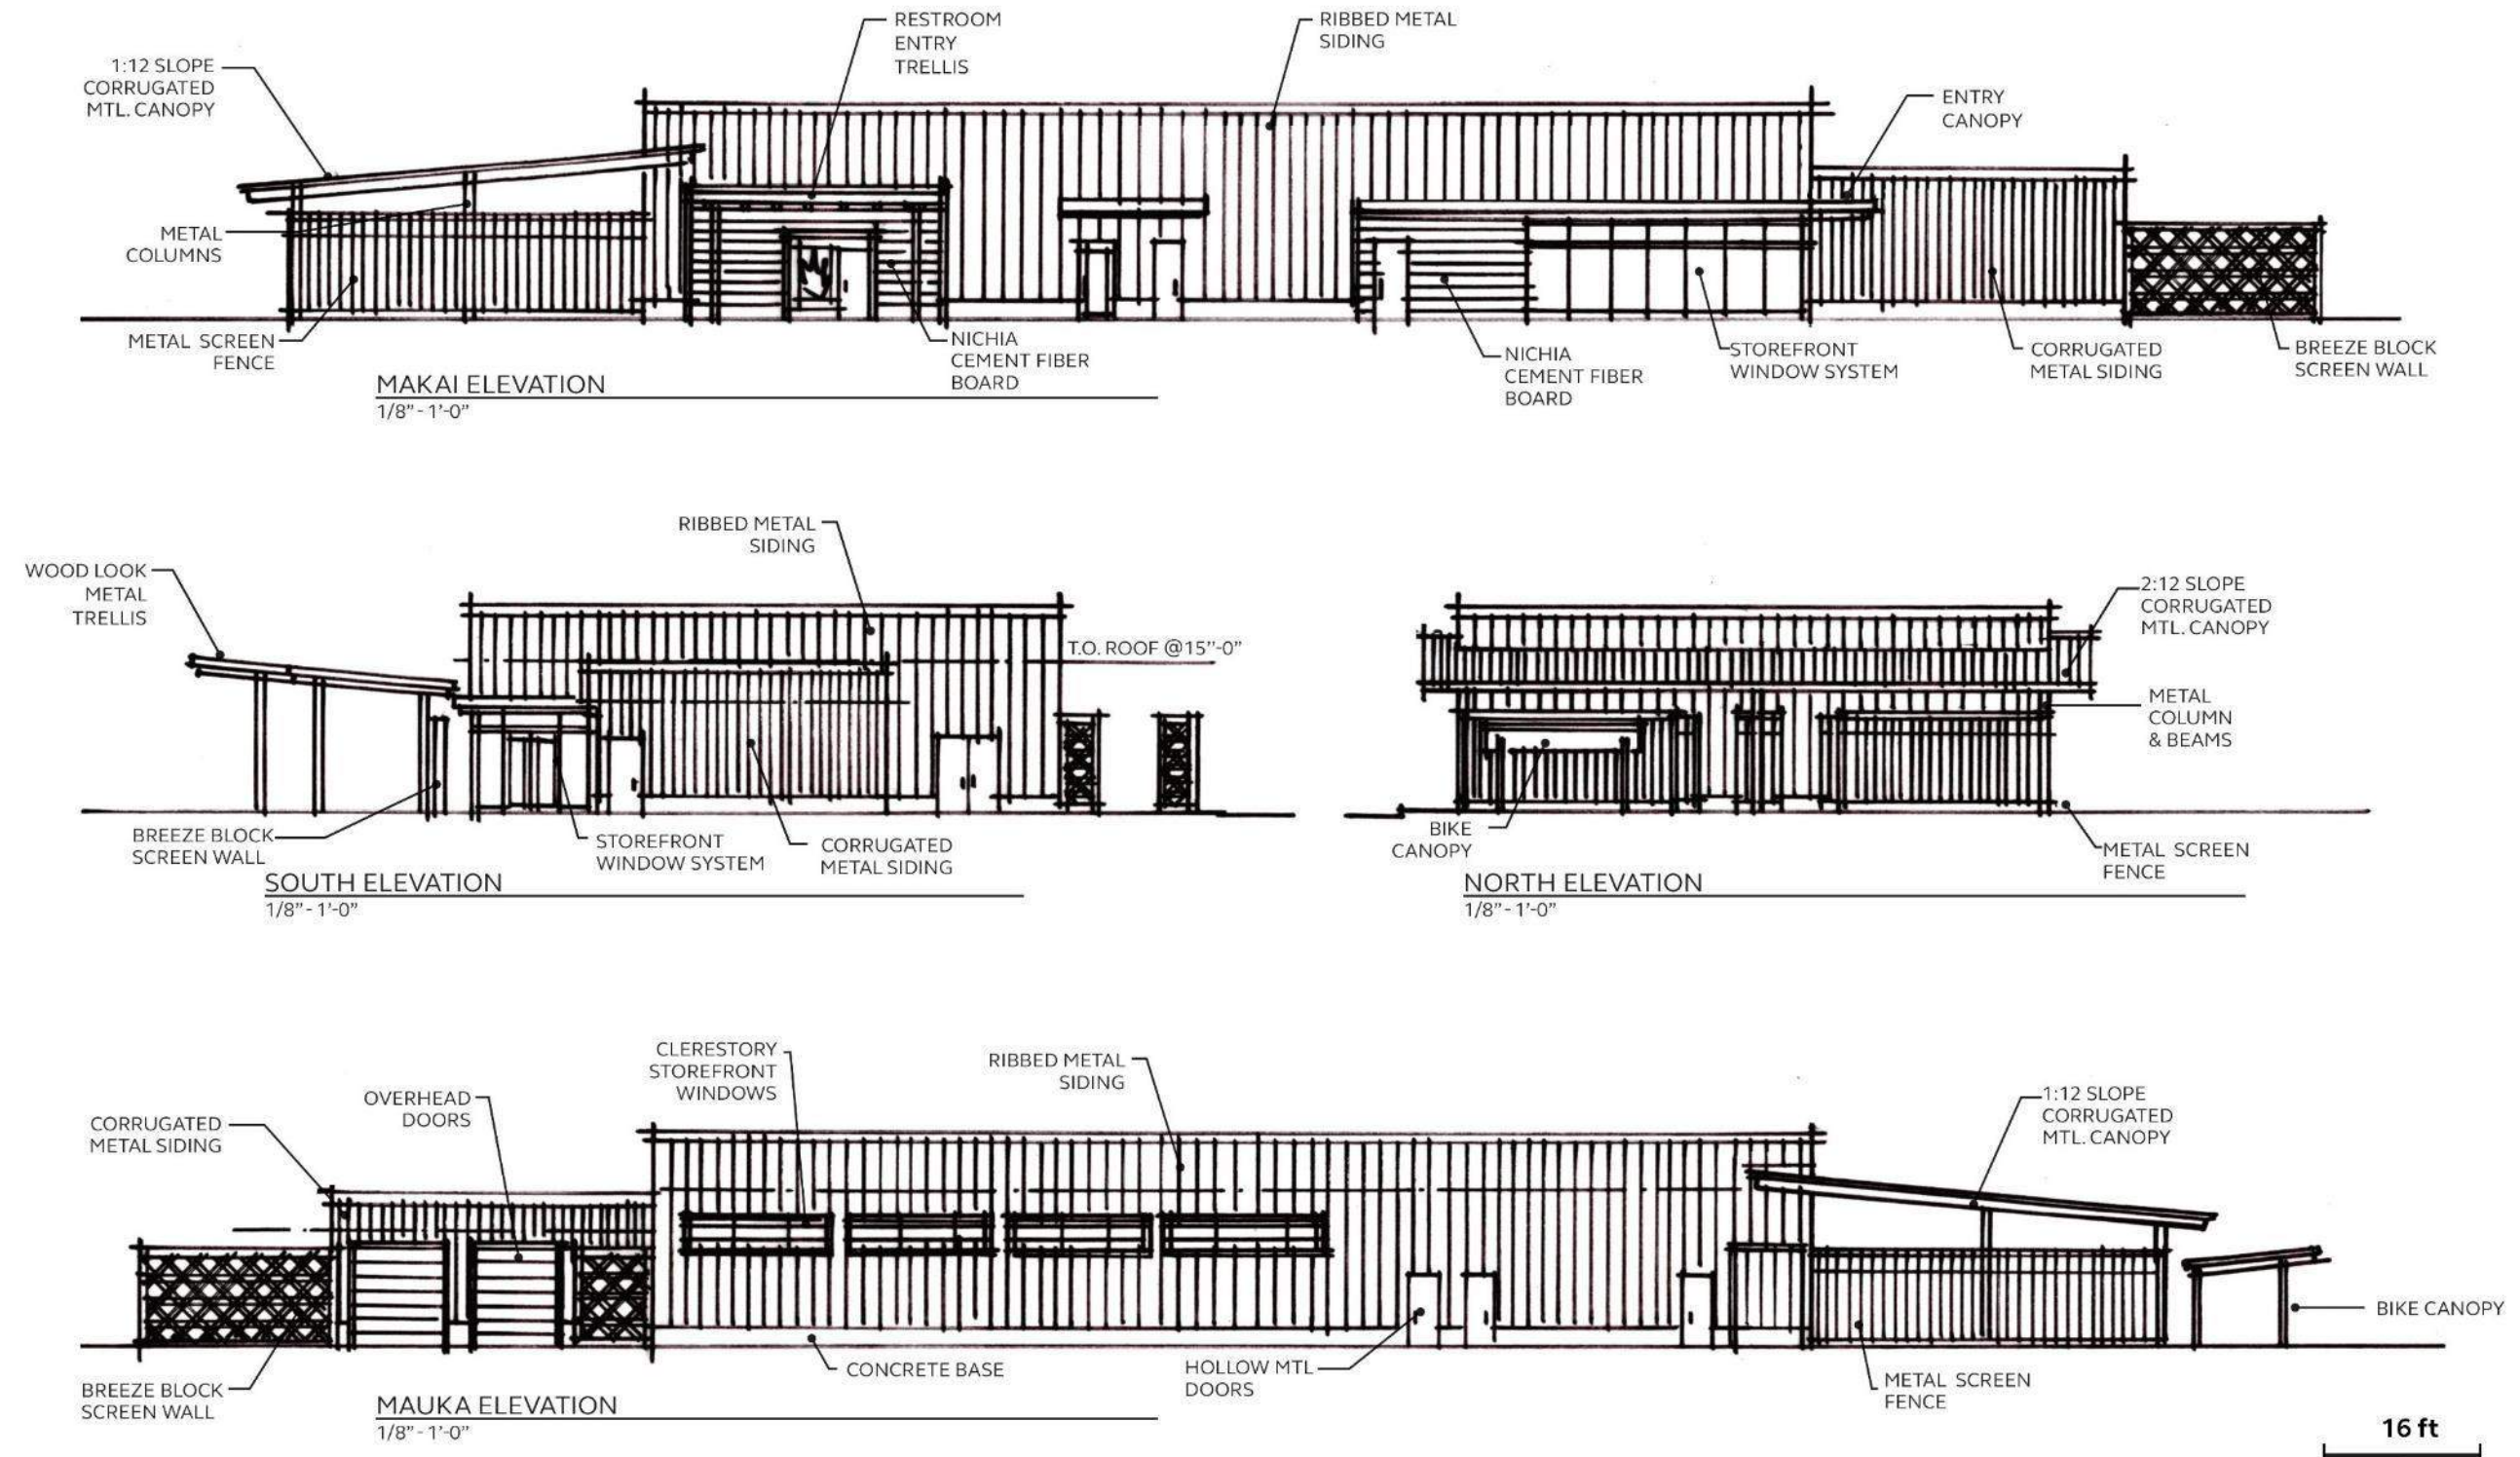 RESTROOM
ENTRY
TRELLIS
RIBBED METAL
SIDING
1:12 SLOPE
CORRUGATED
MTL. CANOPY
ENTRY
CANOPY
METAL
COLUMNS
METAL SCREEN
FENCE
NICHIA
CEMENT FIBER
BOARD
NICHIA
CEMENT FIBER
BOARD
STOREFRONT
WINDOW SYSTEM
CORRUGATED
METAL SIDING
BREEZE BLOCK
SCREEN WALL
MAKAI ELEVATION
1/8”- 1’-0”
RIBBED METAL
SIDING
WOOD LOOK
METAL
TRELLIS
T.O. ROOF @15”-0”
BREEZE BLOCK
SCREEN WALL
STOREFRONT
WINDOW SYSTEM
CORRUGATED
METAL SIDING
SOUTH ELEVATION
1/8”- 1’-0”
2:12 SLOPE
CORRUGATED
MTL. CANOPY
METAL
COLUMN
& BEAMS
BIKE
CANOPY
METAL SCREEN
FENCE
NORTH ELEVATION
1/8”- 1’-0”
CLERESTORY
STOREFRONT
WINDOWS
RIBBED METAL
SIDING
OVERHEAD
DOORS
CORRUGATED
METAL SIDING
1:12 SLOPE
CORRUGATED
MTL. CANOPY
BIKE CANOPY
CONCRETE BASE
HOLLOW MTL
DOORS
METAL SCREEN
FENCE
BREEZE BLOCK
SCREEN WALL
MAUKA ELEVATION
1/8”- 1’-0”
16 ft